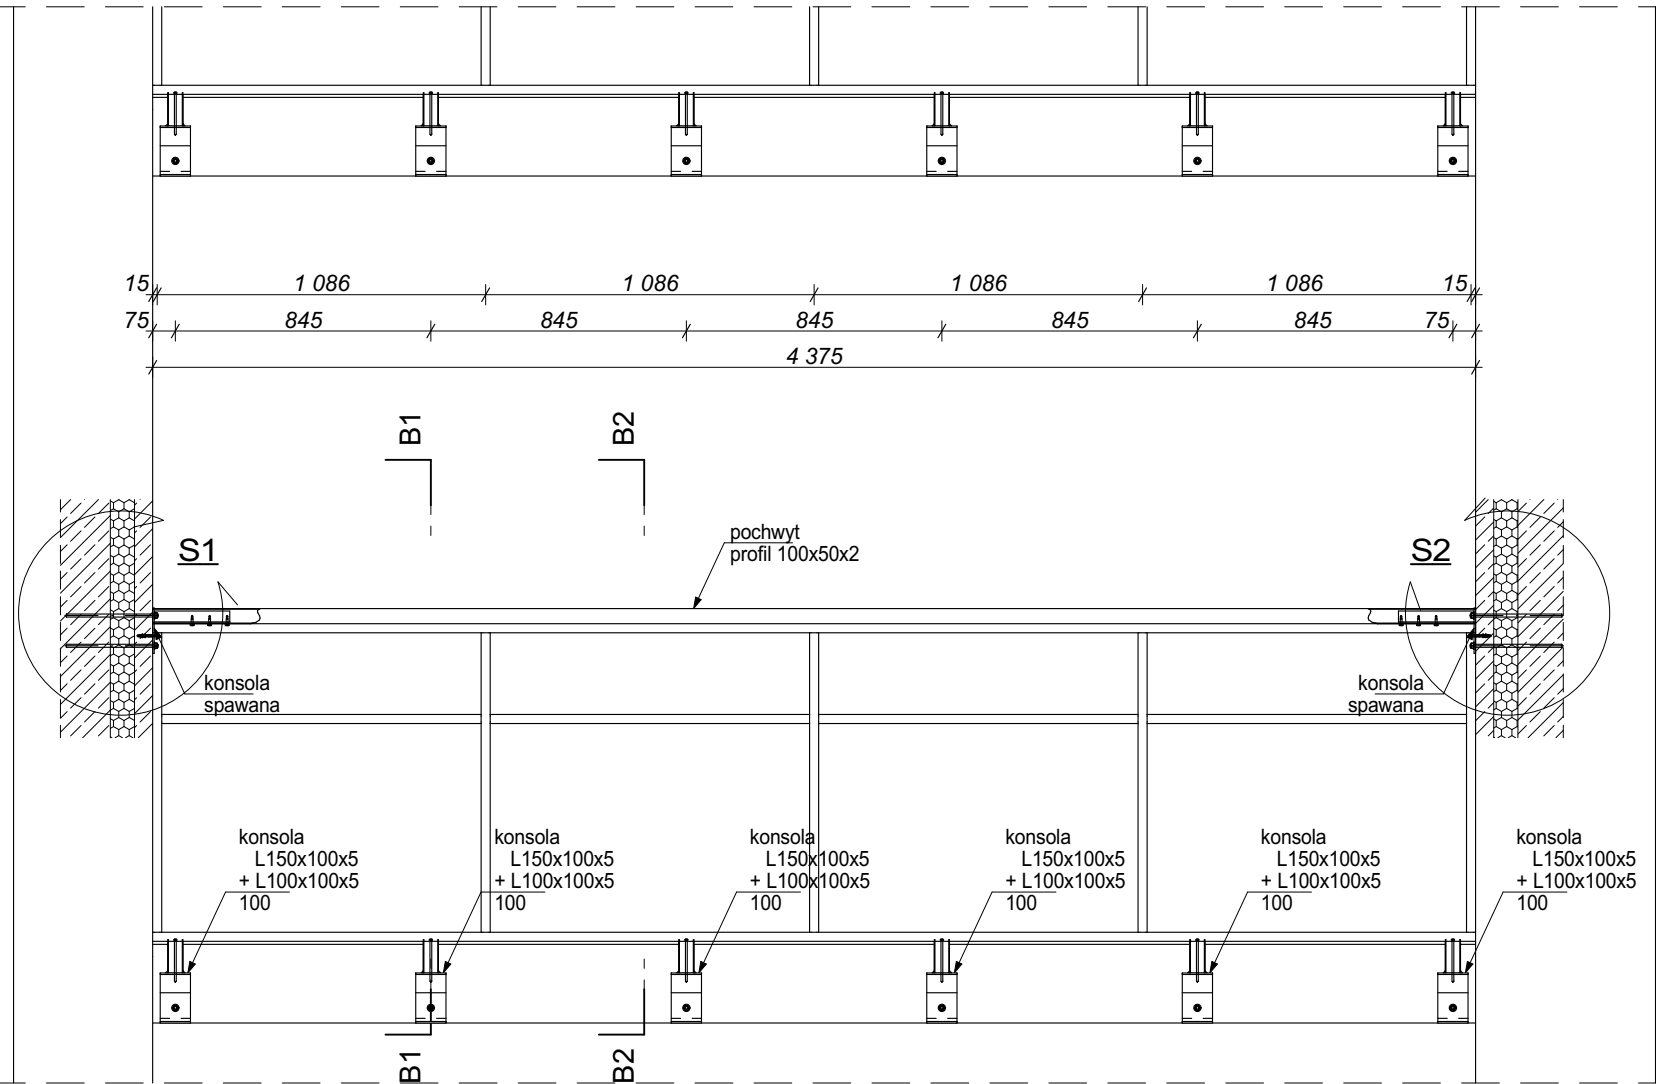 15 1 086 1 086 1 086 1 086 15
75 845 845 845 845 845 75
4 375
B1 B2
pochwyt
profil 100x50x2
S1 S2
konsola
spawana
konsola
spawana
konsola
L150x100x5
+ L100x100x5
100
konsola
L150x100x5
+ L100x100x5
100
konsola
L150x100x5
+ L100x100x5
100
konsola
L150x100x5
+ L100x100x5
100
konsola
L150x100x5
+ L100x100x5
100
konsola
L150x100x5
+ L100x100x5
100
B1 B2